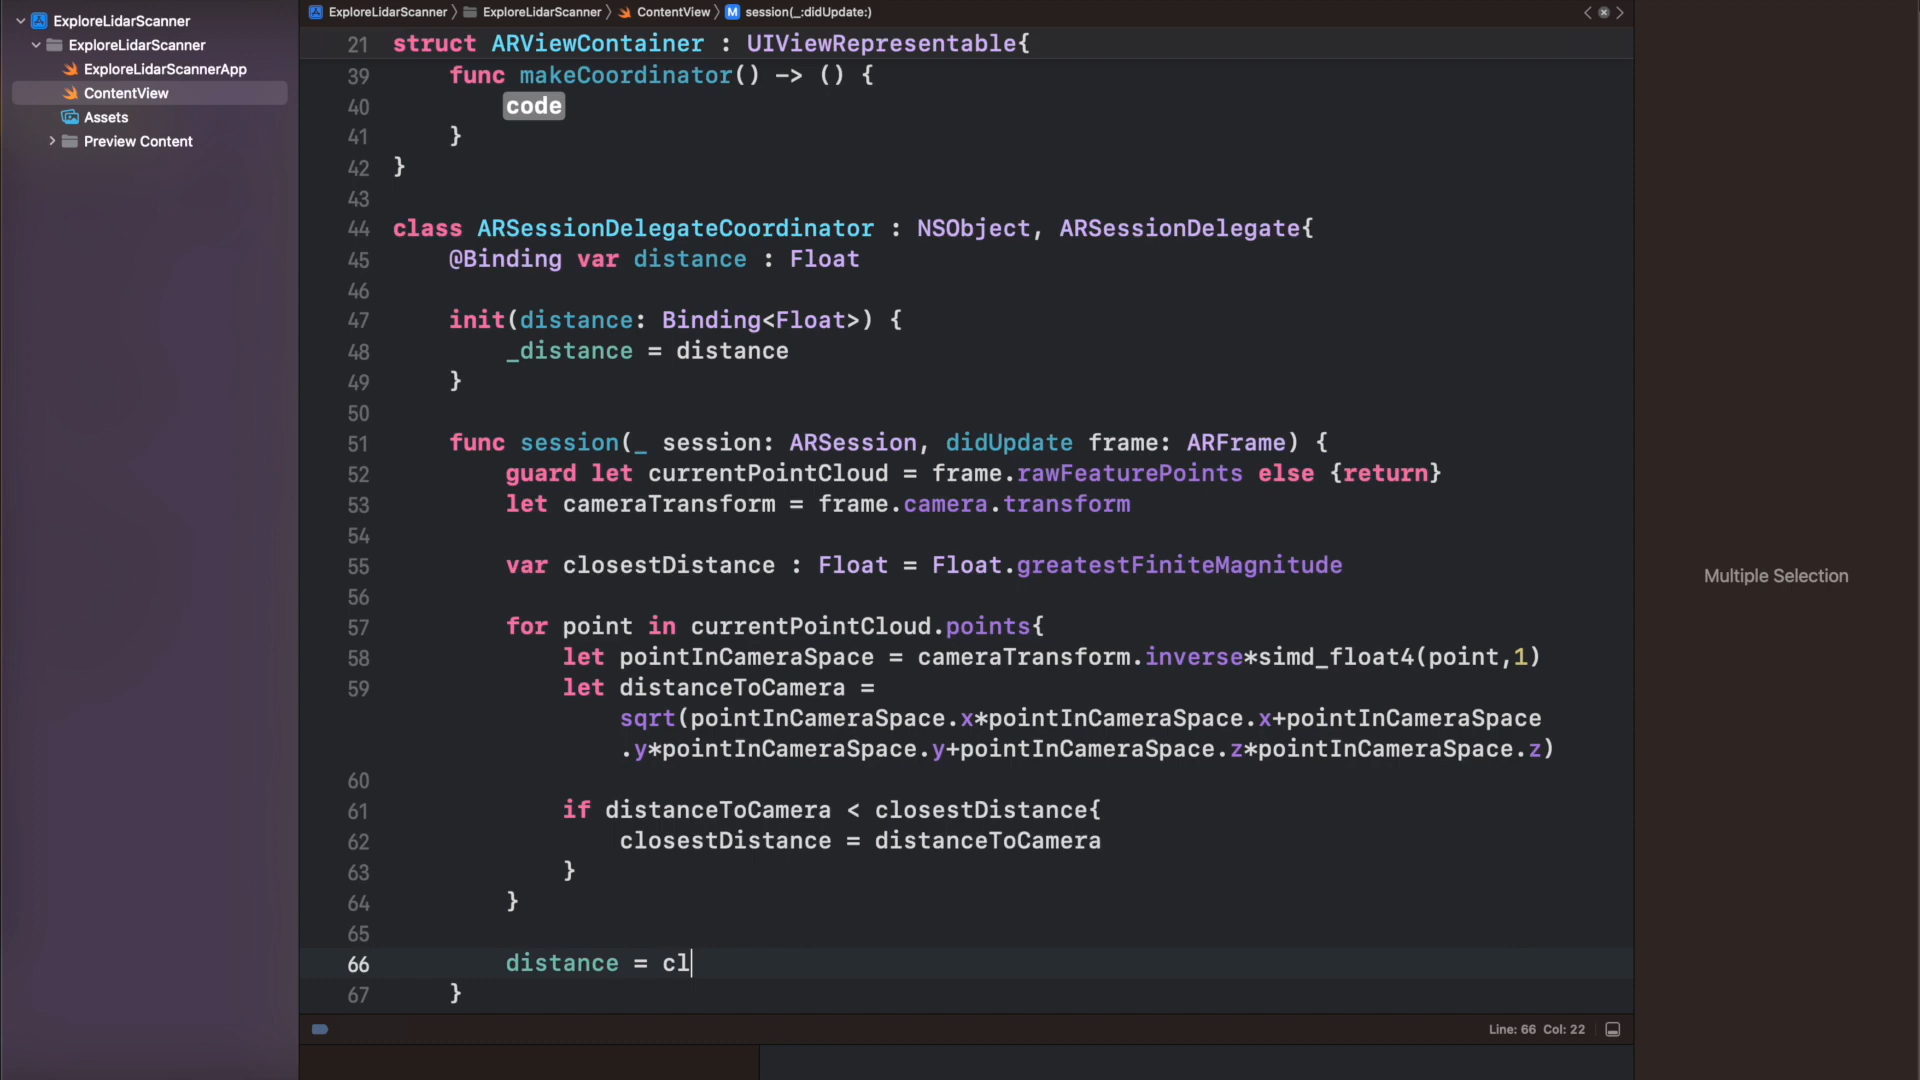 ExploreLidarScanner
ExploreLidarScanner
ExploreLidarScannerApp
ContentView
Assets
Preview Content
ExploreLidarScanner ExploreLidarScanner ContentView M session(_:didUpdate:)
21 struct ARViewContainer : UIViewRepresentable{
39 func makeCoordinator() -> () {
40 code
41 }
42 }
43
44 class ARSessionDelegateCoordinator : NSObject, ARSessionDelegate{
45 @Binding var distance : Float
46
47 init(distance: Binding<Float>) {
48 _distance = distance
49 }
50
51 func session(_ session: ARSession, didUpdate frame: ARFrame) {
52 guard let currentPointCloud = frame.rawFeaturePoints else {return}
53 let cameraTransform = frame.camera.transform
54
55 var closestDistance : Float = Float.greatestFiniteMagnitude
56
57 for point in currentPointCloud.points{
58 let pointInCameraSpace = cameraTransform.inverse*simd_float4(point,1)
59 let distanceToCamera =
sqrt(pointInCameraSpace.x*pointInCameraSpace.x+pointInCameraSpace
.y*pointInCameraSpace.y+pointInCameraSpace.z*pointInCameraSpace.z)
60
61 if distanceToCamera < closestDistance{
62 closestDistance = distanceToCamera
63 }
64 }
65
66 distance = cl
67 }
Line: 66 Col: 22
Multiple Selection